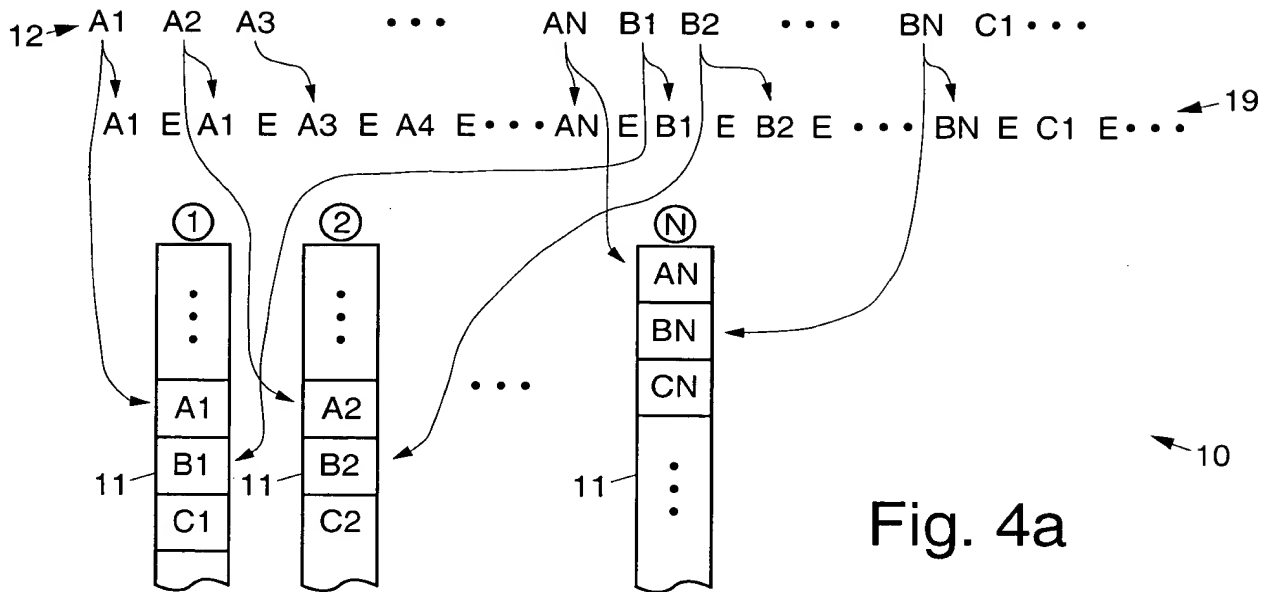 12 A1 A2 A3 • • • AN B1 B2 • • • BN C1 • • •
A1 E A1 E A3 E A4 E • • • AN E B1 E B2 E • • • BN E C1 E • • • 19
1 2 N
AN
BN
CN
A1 A2 • • •
11 B1 11 B2 11 10
C1 C2
Fig. 4a